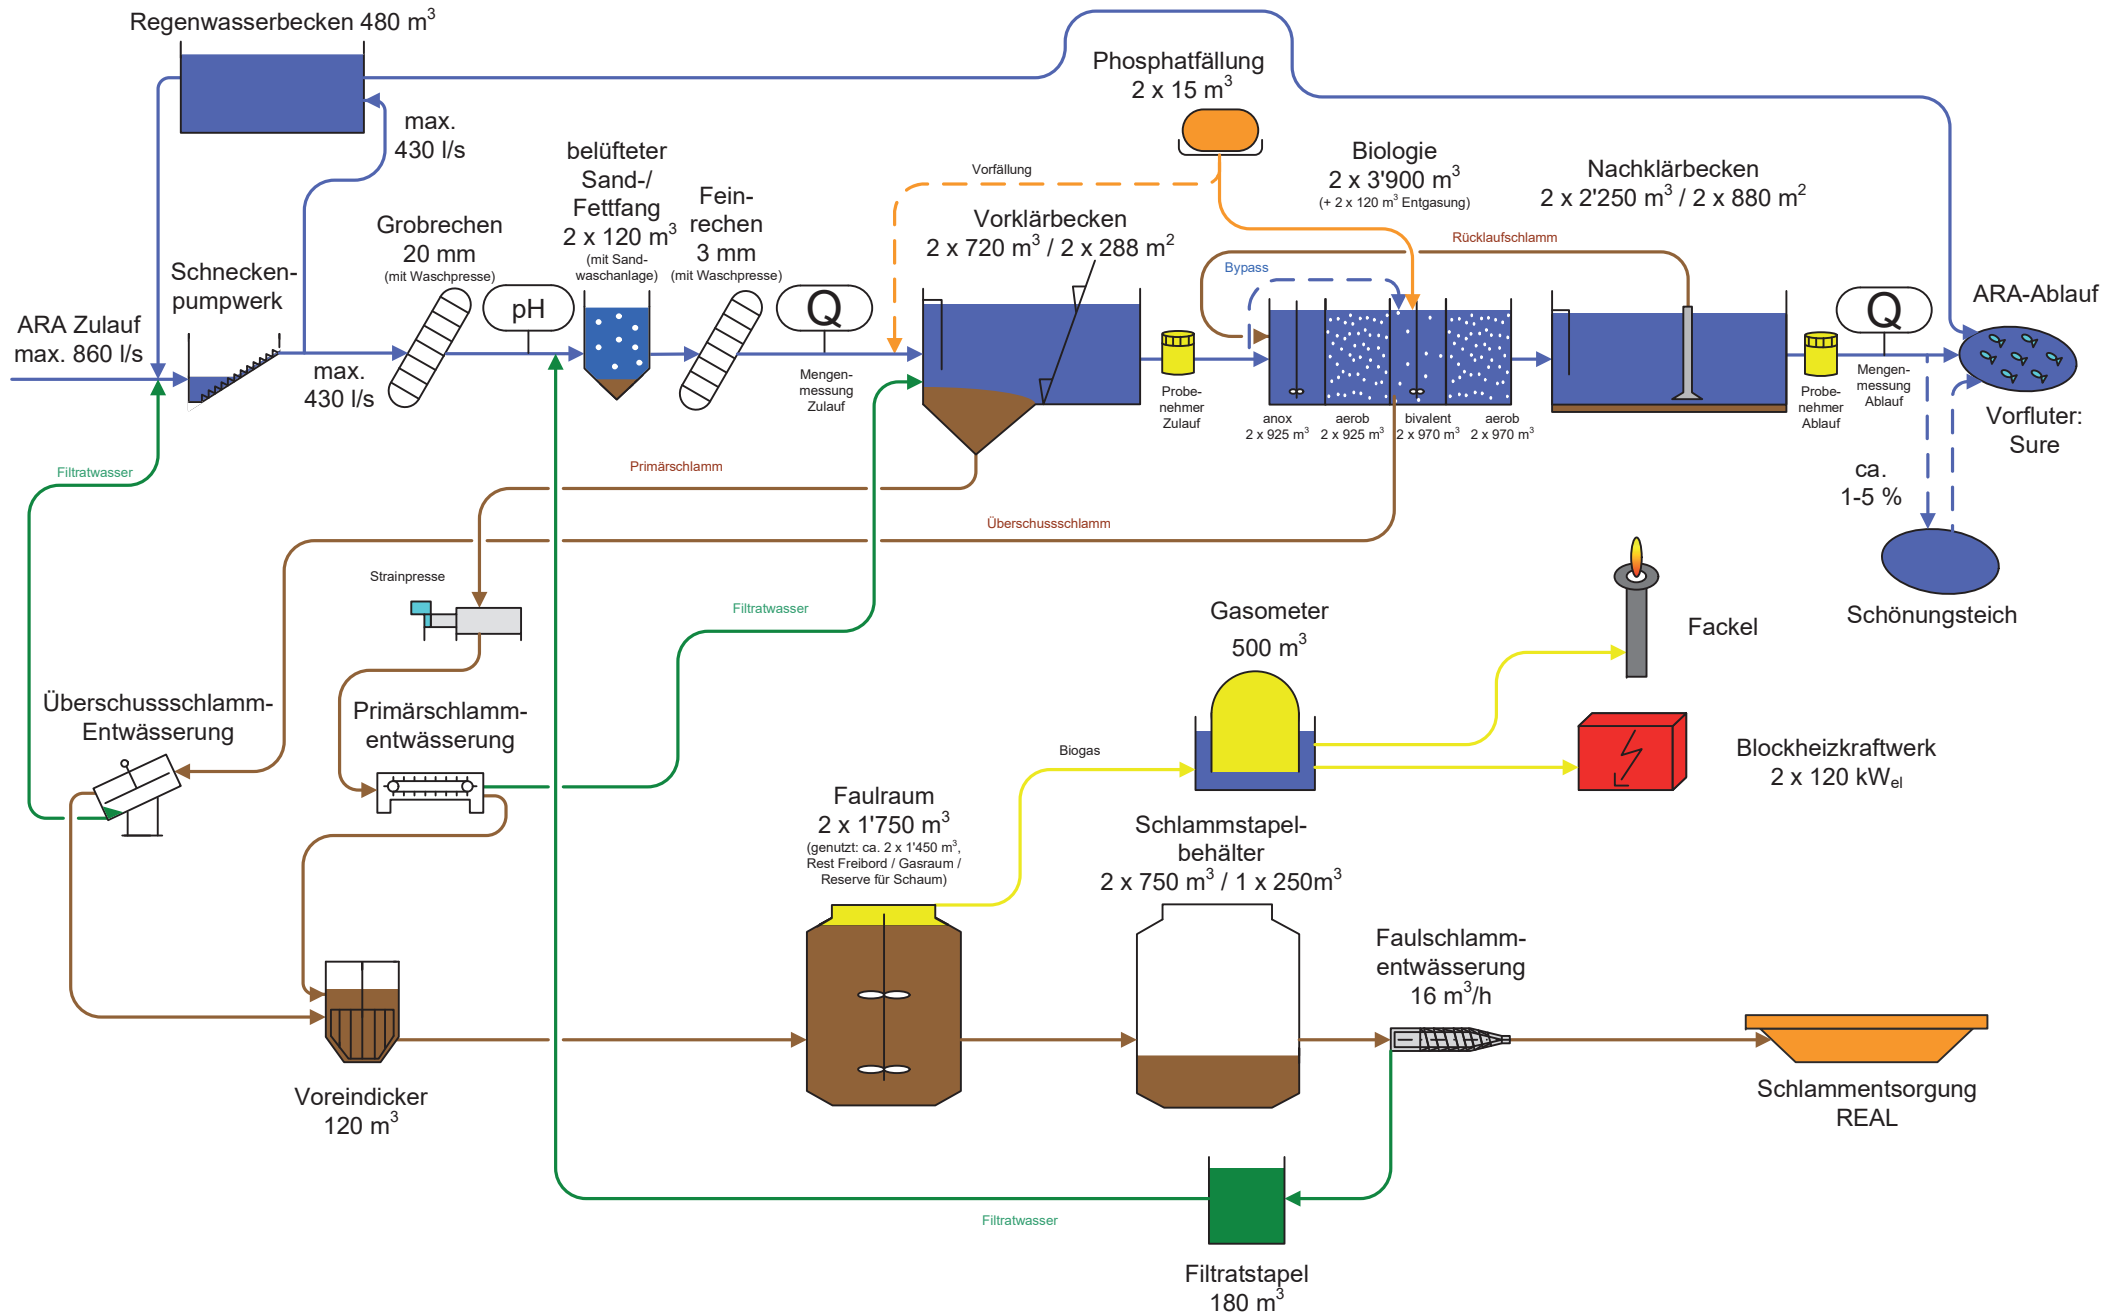 Regenwasserbecken 480 m³
max.
430 l/s
Phosphatfällung
2 x 15 m³
belüfteter
Sand-/
Fettfang
2 x 120 m³
(mit Sand-
waschanlage)
Fein-
rechen
3 mm
(mit Waschpresse)
Grobrechen
20 mm
(mit Waschpresse)
Vorfällung
Vorklärbecken
2 x 720 m³ / 2 x 288 m²
Biologie
2 x 3'900 m³
(+ 2 x 120 m³ Entgasung)
Nachklärbecken
2 x 2'250 m³ / 2 x 880 m²
Rücklaufschlamm
Bypass
Schnecken-
pumpwerk
ARA Zulauf
max. 860 l/s
max.
430 l/s
pH
Q
Mengen-
messung
Zulauf
Probe-
nehmer
Zulauf
anox
2 x 925 m³
aerob
2 x 925 m³
bivalent
2 x 970 m³
aerob
2 x 970 m³
Probe-
nehmer
Ablauf
Q
Mengen-
messung
Ablauf
ARA-Ablauf
Vorfluter:
Sure
ca.
1-5 %
Schönungsteich
Filtratwasser
Primärschlamm
Überschussschlamm
Strainpresse
Filtratwasser
Gasometer
500 m³
Fackel
Überschussschlamm-
Entwässerung
Primärschlamm-
entwässerung
Biogas
Blockheizkraftwerk
2 x 120 kWel
Faulraum
2 x 1'750 m³
(genutzt: ca. 2 x 1'450 m³,
Rest Freibord / Gasraum /
Reserve für Schaum)
Schlammstapel-
behälter
2 x 750 m³ / 1 x 250m³
Faulschlamm-
entwässerung
16 m³/h
Voreindicker
120 m³
Schlammentsorgung
REAL
Filtratwasser
Filtratstapel
180 m³